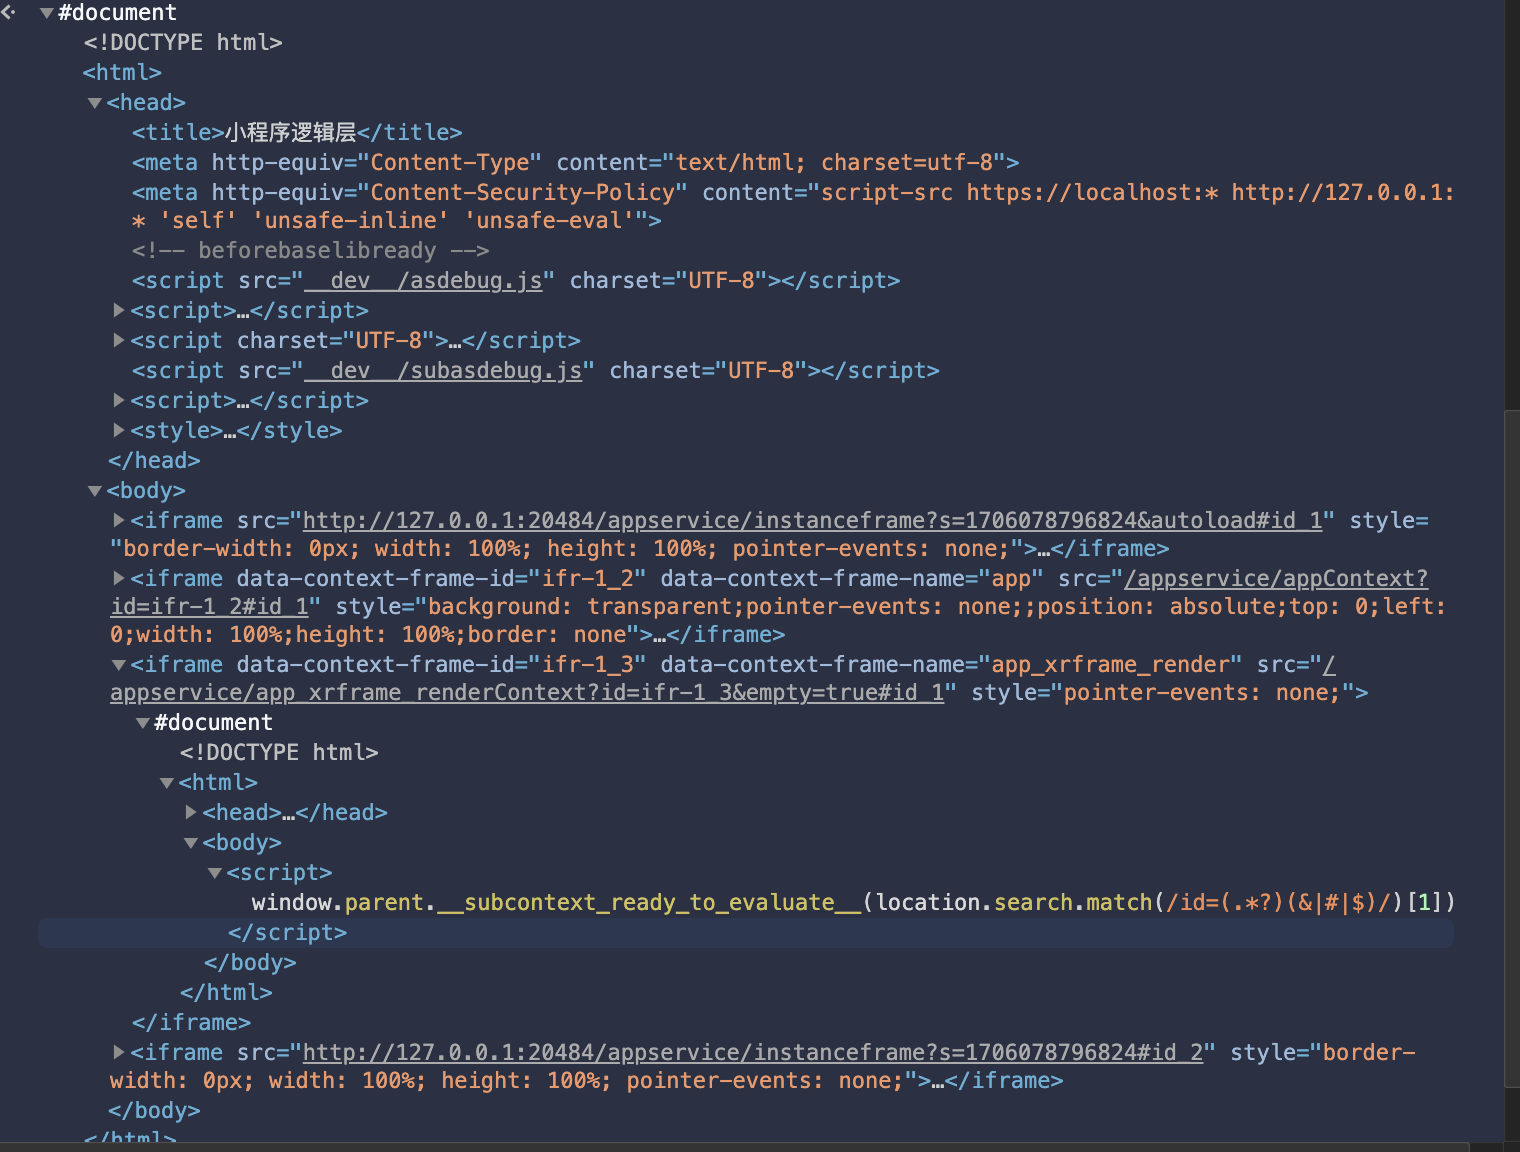 #document
<!DOCTYPE html>
<html>
<head>
<title>小程序逻辑层</title>
<meta http-equiv="Content-Type" content="text/html; charset=utf-8">
<meta http-equiv="Content-Security-Policy" content="script-src https://localhost:* http://127.0.0.1:
* 'self' 'unsafe-inline' 'unsafe-eval'">
<!-- beforebaselibready -->
<script src="__dev__/asdebug.js" charset="UTF-8"></script>
<script>…</script>
<script charset="UTF-8">…</script>
<script src="__dev__/subasdebug.js" charset="UTF-8"></script>
<script>…</script>
<style>…</style>
</head>
<body>
<iframe src="http://127.0.0.1:20484/appservice/instanceframe?s=1706078796824&autoload#id_1" style=
"border-width: 0px; width: 100%; height: 100%; pointer-events: none;">…</iframe>
<iframe data-context-frame-id="ifr-1_2" data-context-frame-name="app" src="/appservice/appContext?
id=ifr-1_2#id_1" style="background: transparent;pointer-events: none;;position: absolute;top: 0;left:
0;width: 100%;height: 100%;border: none">…</iframe>
<iframe data-context-frame-id="ifr-1_3" data-context-frame-name="app_xrframe_render" src="/
appservice/app_xrframe_renderContext?id=ifr-1_3&empty=true#id_1" style="pointer-events: none;">
#document
<!DOCTYPE html>
<html>
<head>…</head>
<body>
<script>
window.parent.__subcontext_ready_to_evaluate__(location.search.match(/id=(.*?)(&|#|$)/)[1])
</script>
</body>
</html>
</iframe>
<iframe src="http://127.0.0.1:20484/appservice/instanceframe?s=1706078796824#id_2" style="border-
width: 0px; width: 100%; height: 100%; pointer-events: none;">…</iframe>
</body>
</html>